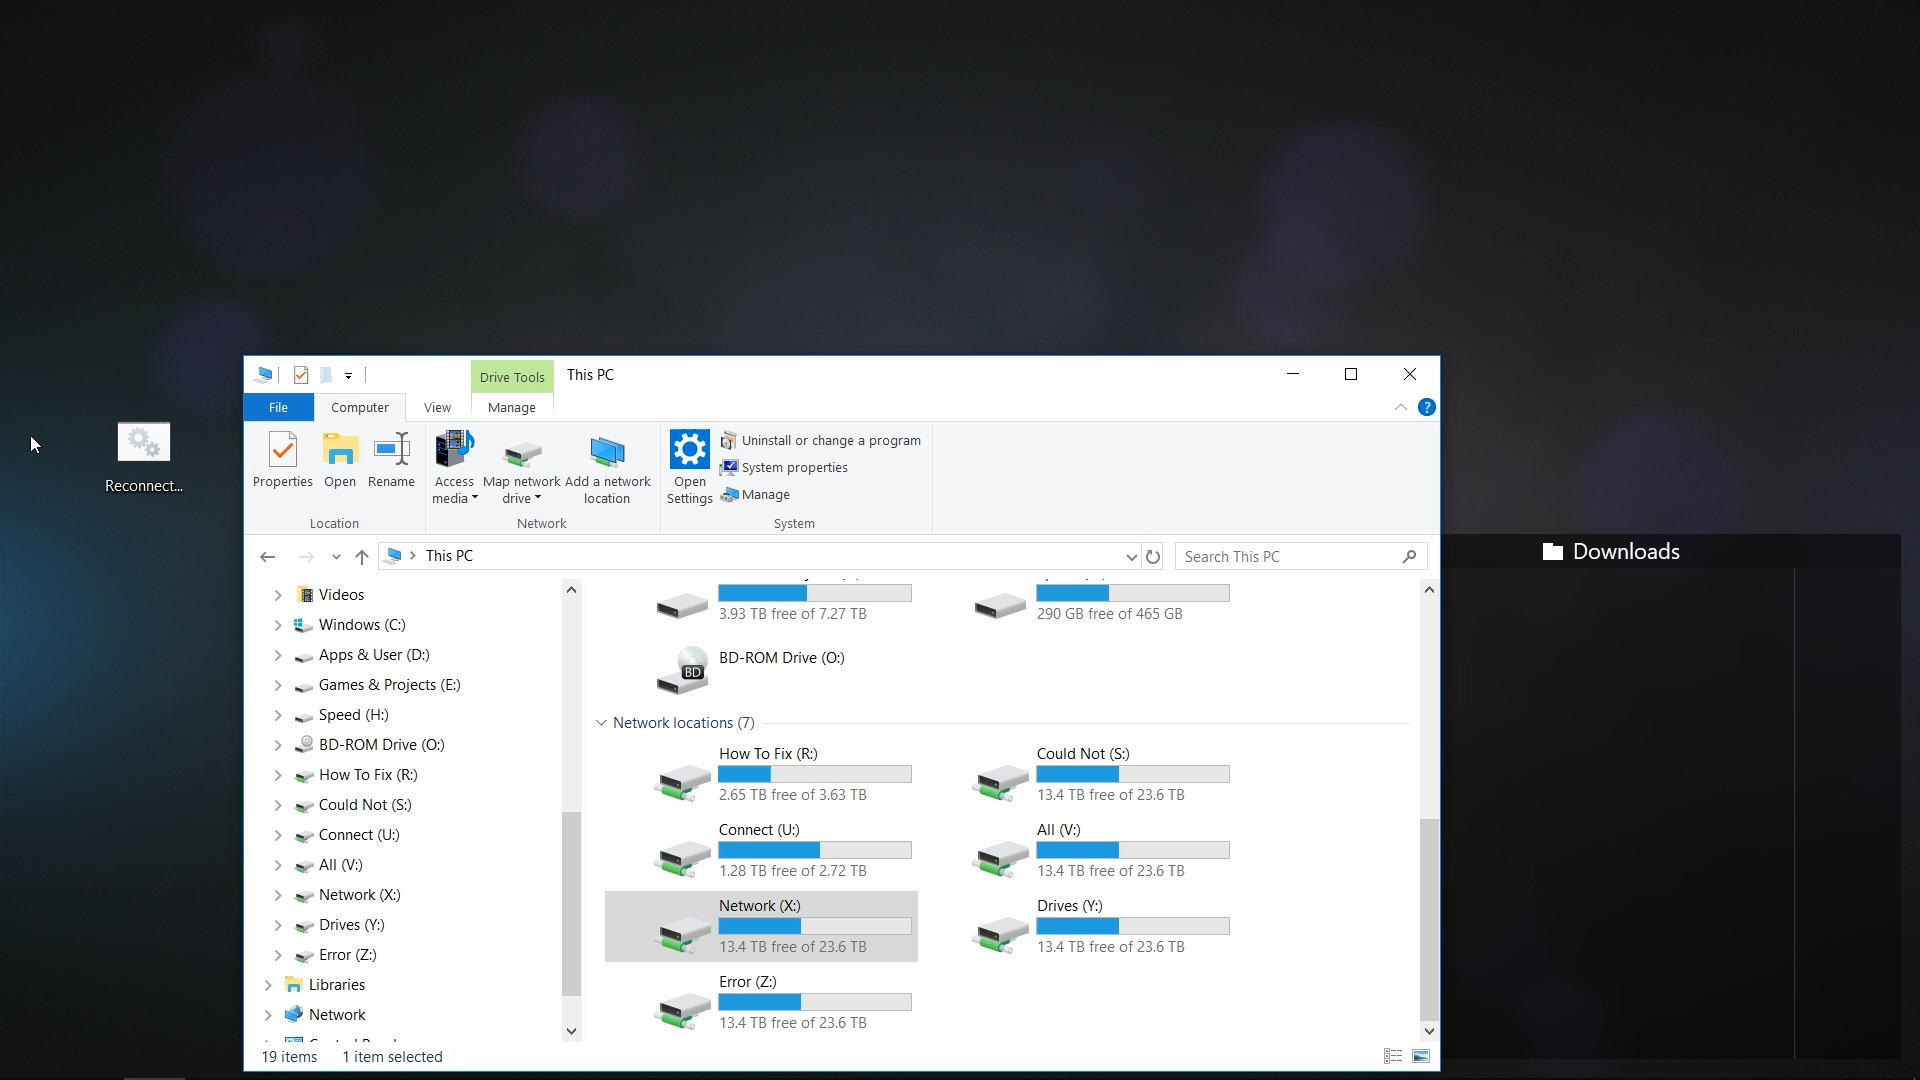 Drive Tools
This PC
File
Computer
View
Manage
?
Properties
Open
Rename
Access
media
Map network
drive
Add a network
location
Open
Settings
Uninstall or change a program
System properties
Manage
Location
Network
System
This PC
Search This PC
Reconnect...
Downloads
Videos
Windows (C:)
Apps & User (D:)
Games & Projects (E:)
Speed (H:)
BD-ROM Drive (O:)
How To Fix (R:)
Could Not (S:)
Connect (U:)
All (V:)
Network (X:)
Drives (Y:)
Error (Z:)
Libraries
Network
3.93 TB free of 7.27 TB
290 GB free of 465 GB
BD
BD-ROM Drive (O:)
Network locations (7)
How To Fix (R:)
2.65 TB free of 3.63 TB
Could Not (S:)
13.4 TB free of 23.6 TB
Connect (U:)
1.28 TB free of 2.72 TB
All (V:)
13.4 TB free of 23.6 TB
Network (X:)
13.4 TB free of 23.6 TB
Drives (Y:)
13.4 TB free of 23.6 TB
Error (Z:)
13.4 TB free of 23.6 TB
19 items
1 item selected